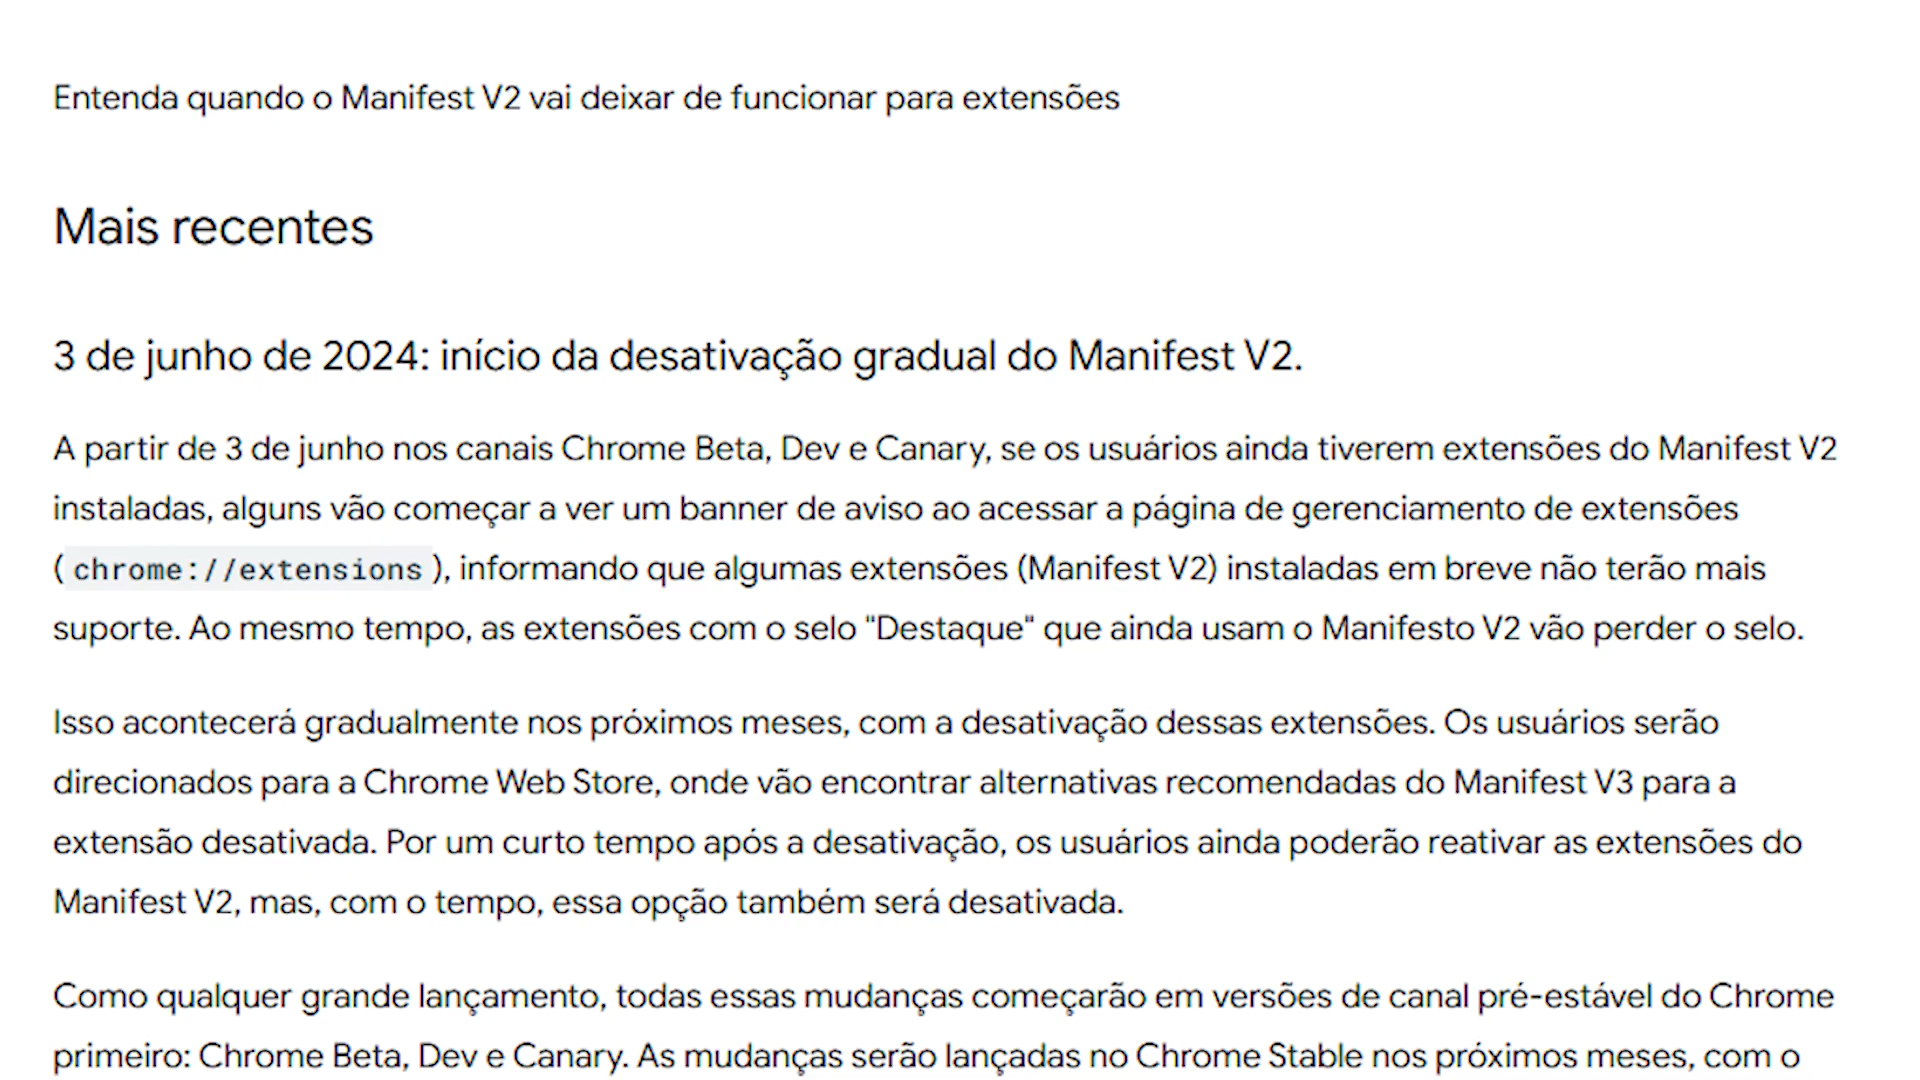 Entenda quando o Manifest V2 vai deixar de funcionar para extensões
Mais recentes
3 de junho de 2024: início da desativação gradual do Manifest V2.
A partir de 3 de junho nos canais Chrome Beta, Dev e Canary, se os usuários ainda tiverem extensões do Manifest V2
instaladas, alguns vão começar a ver um banner de aviso ao acessar a página de gerenciamento de extensões
(chrome://extensions), informando que algumas extensões (Manifest V2) instaladas em breve não terão mais
suporte. Ao mesmo tempo, as extensões com o selo "Destaque" que ainda usam o Manifesto V2 vão perder o selo.
Isso acontecerá gradualmente nos próximos meses, com a desativação dessas extensões. Os usuários serão
direcionados para a Chrome Web Store, onde vão encontrar alternativas recomendadas do Manifest V3 para a
extensão desativada. Por um curto tempo após a desativação, os usuários ainda poderão reativar as extensões do
Manifest V2, mas, com o tempo, essa opção também será desativada.
Como qualquer grande lançamento, todas essas mudanças começarão em versões de canal pré-estável do Chrome
primeiro: Chrome Beta, Dev e Canary. As mudanças serão lançadas no Chrome Stable nos próximos meses, com o